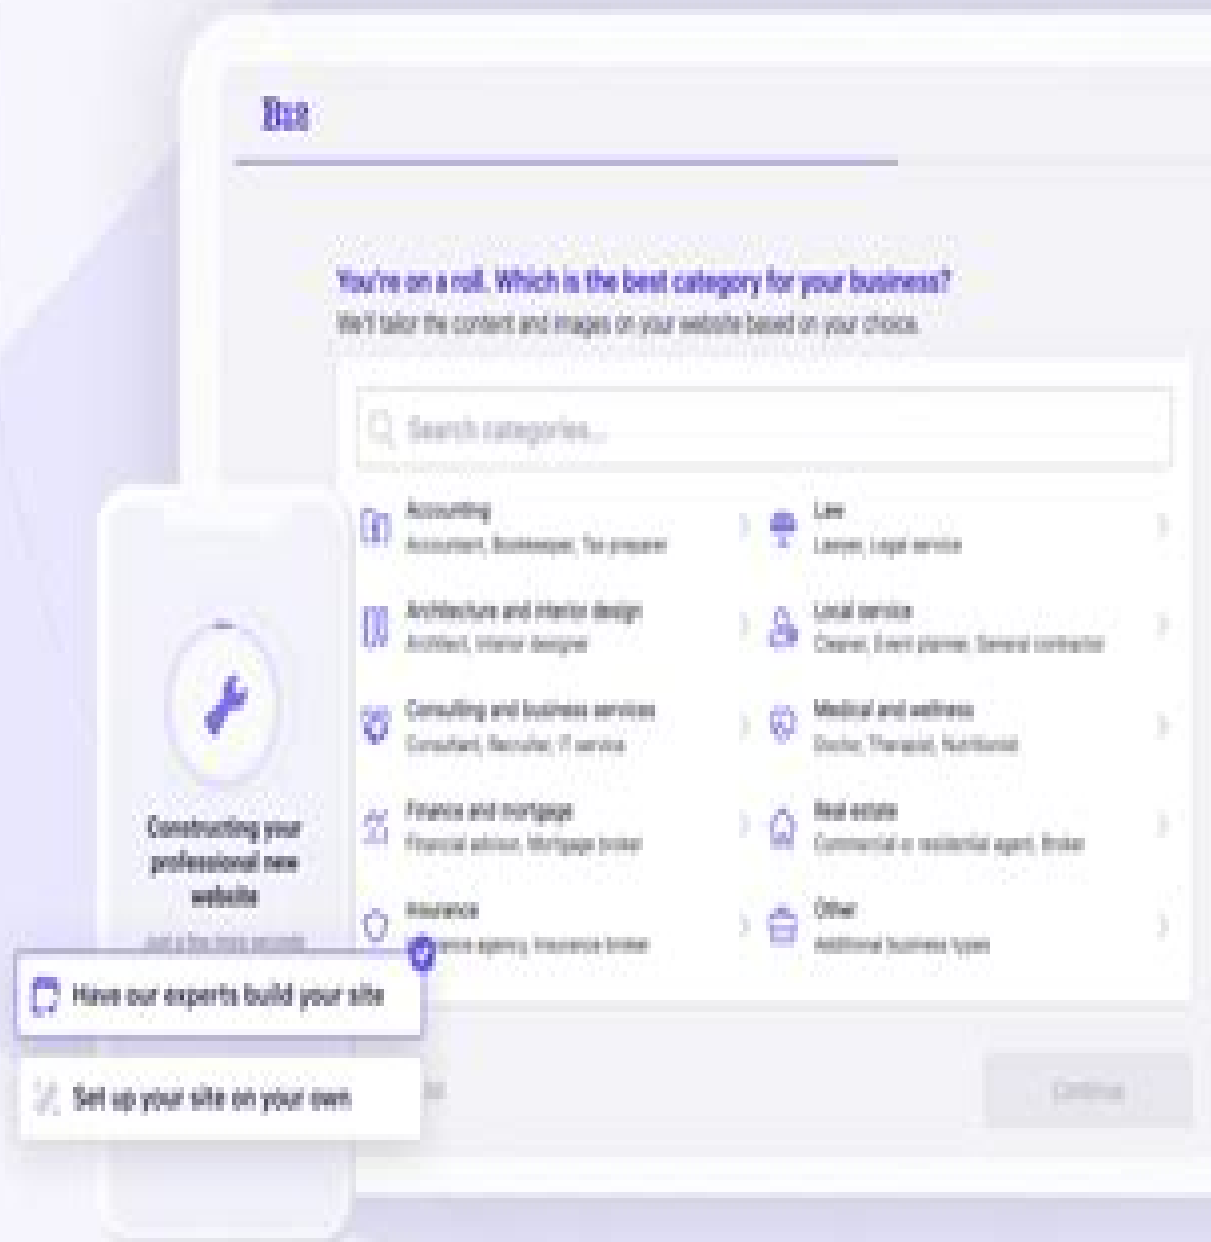 B12
You're on a roll. Which is the best category for your business?
We'll tailor the content and images on your website based on your choice.
Search categories...
Accounting
Accountant, Bookkeeper, Tax preparer
Law
Lawyer, Legal service
Architecture and interior design
Architect, Interior designer
Local service
Cleaner, Event planner, General contractor
Consulting and business services
Consultant, Recruiter, IT service
Medical and wellness
Doctor, Therapist, Nutritionist
Finance and mortgage
Financial advisor, Mortgage broker
Real estate
Commercial or residential agent, Broker
Insurance
agency, Insurance broker
Other
Additional business types
Constructing your
professional new
website
Just a few more seconds
Have our experts build your site
Set up your site on your own
Continue